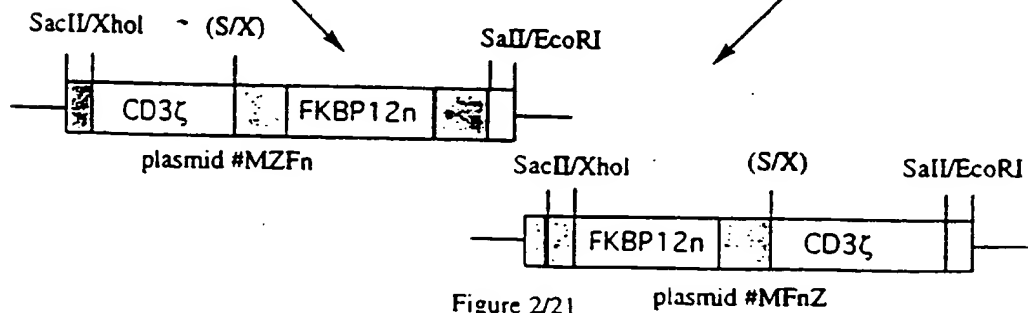 SacII/XhoI ~ (S/X)
SalI/EcoRI
CD3ζ FKBP12n
plasmid #MZFn
SacII/XhoI (S/X) SalI/EcoRI
FKBP12n CD3ζ
Figure 2/21 plasmid #MFnZ